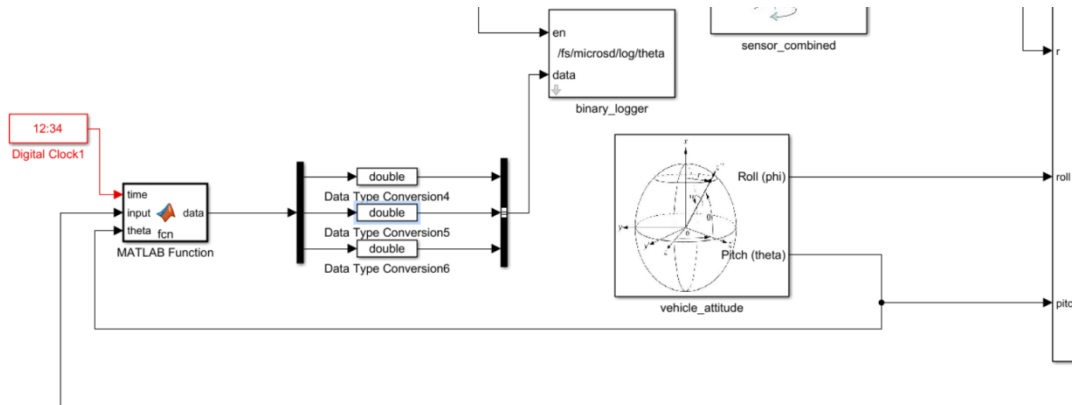 en
/fs/microsd/log/theta
data
binary_logger
sensor_combined
r
12:34
Digital Clock1
time
input
theta
data
fcn
MATLAB Function
double
Data Type Conversion4
double
Data Type Conversion5
double
Data Type Conversion6
Roll (phi)
Pitch (theta)
vehicle_attitude
roll
pitc